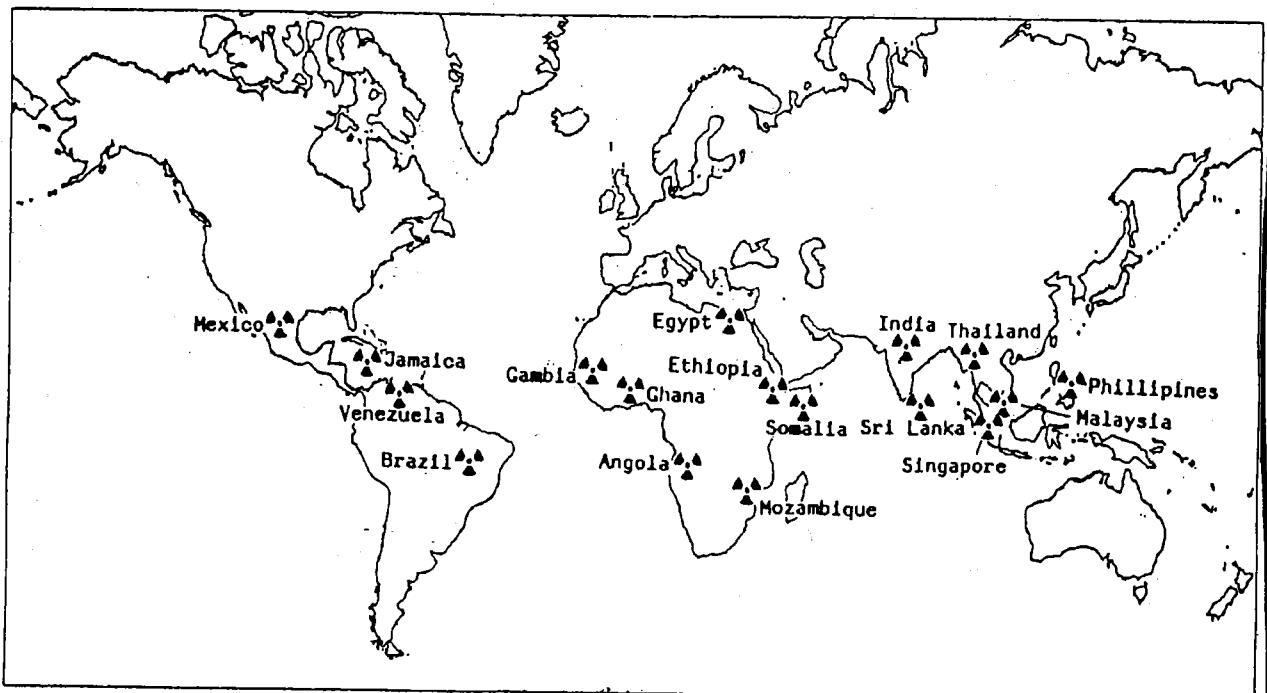 Mexico
Jamaica
Venezuela
Brazil
Egypt
Gambia
Ghana
Ethiopia
Somalia
Angola
Mozambique
India
Thailand
Sri Lanka
Phillipines
Malaysia
Singapore